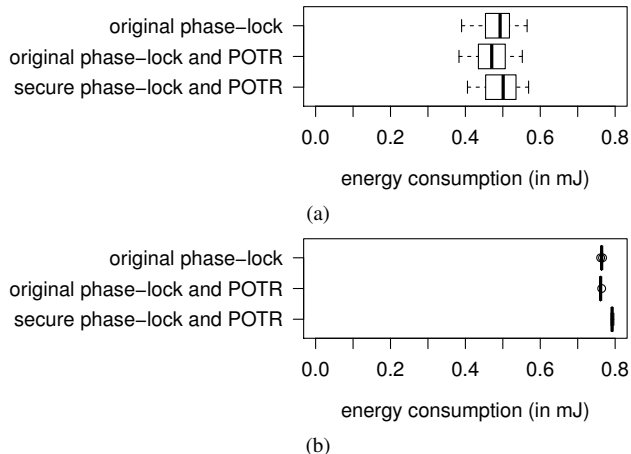 original phase−lock
original phase−lock and POTR
secure phase−lock and POTR
0.0 0.2 0.4 0.6 0.8
energy consumption (in mJ)
(a)
original phase−lock
original phase−lock and POTR
secure phase−lock and POTR
0.0 0.2 0.4 0.6 0.8
energy consumption (in mJ)
(b)